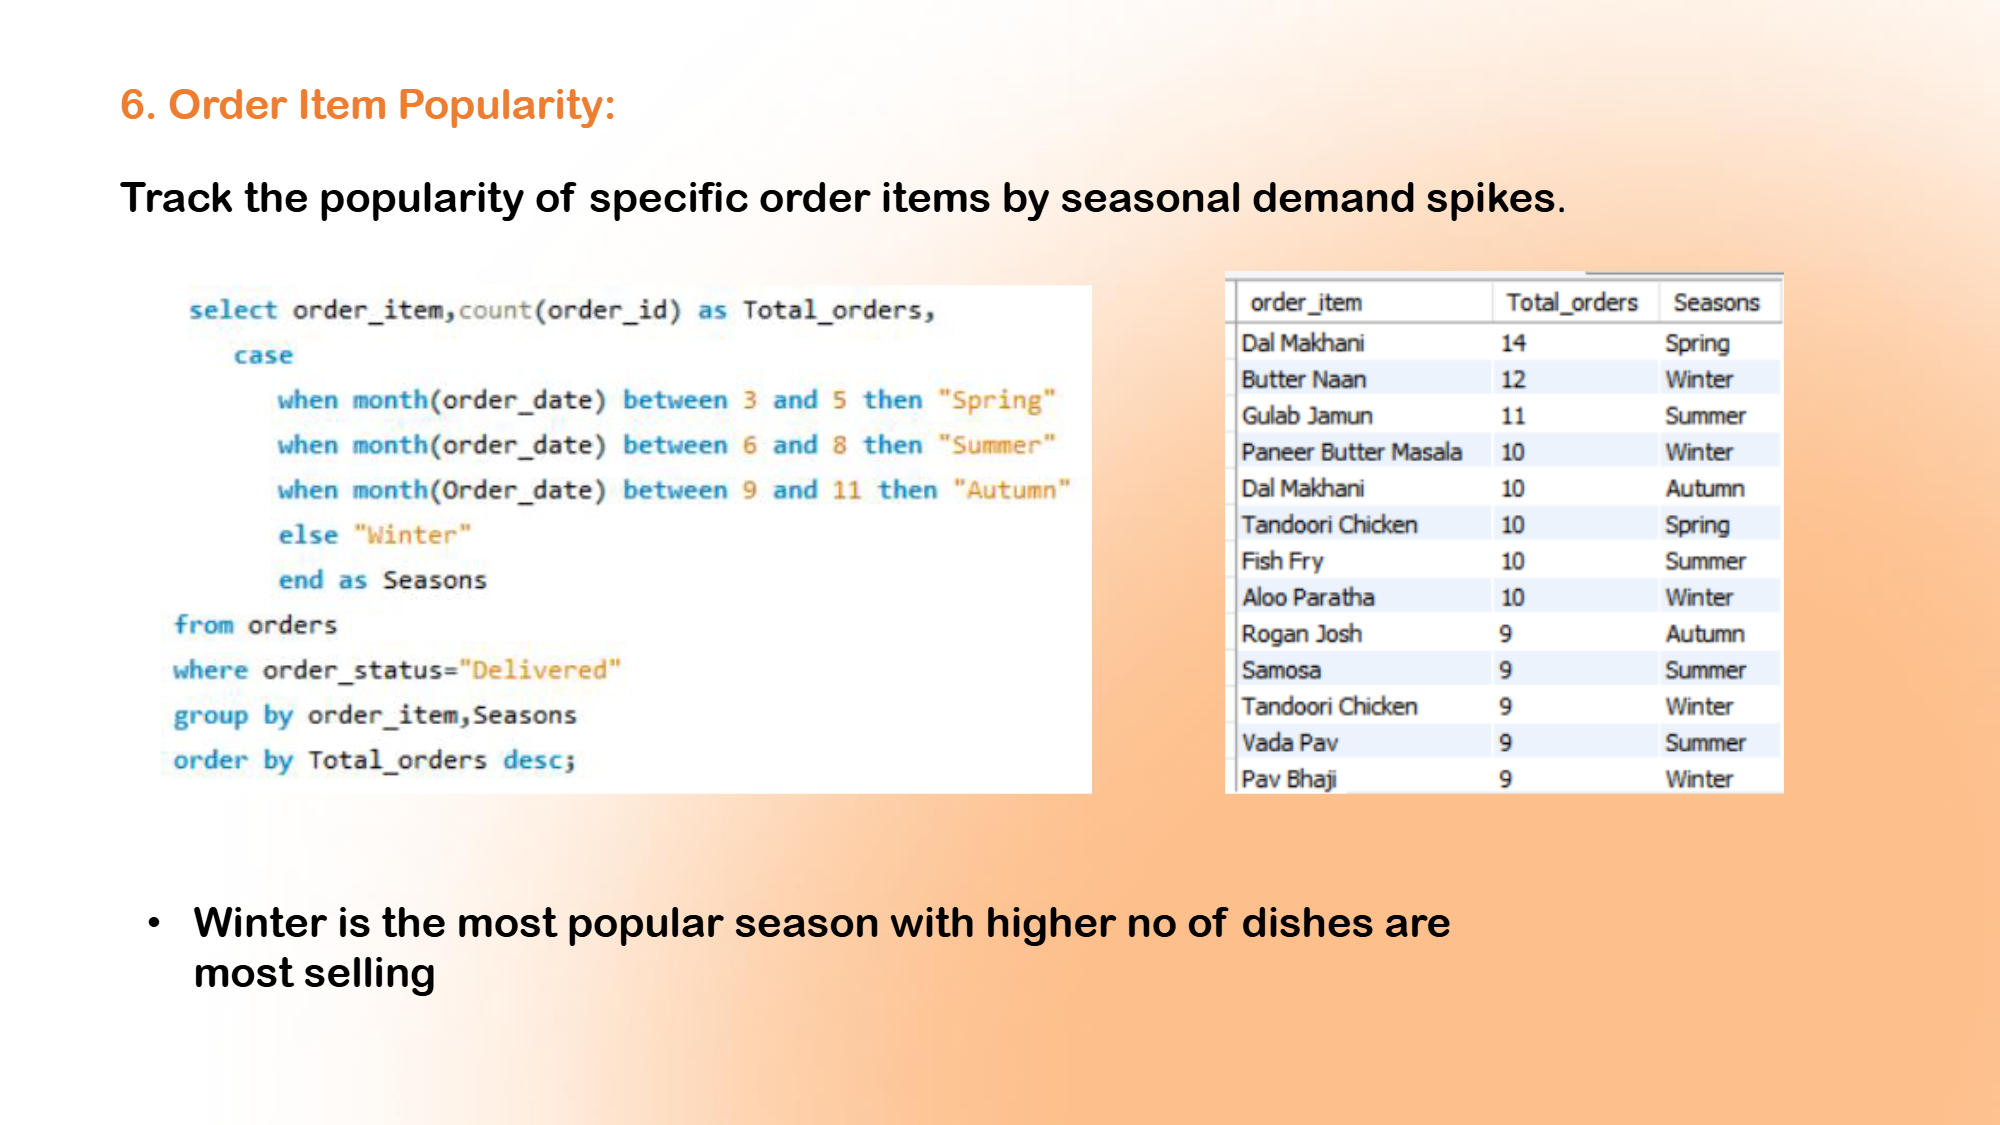 6. Order Item Popularity:
Track the popularity of specific order items by seasonal demand spikes.
select order_item,count(order_id) as Total_orders,
case
when month(order_date) between 3 and 5 then "Spring"
when month(order_date) between 6 and 8 then "Summer"
when month(Order_date) between 9 and 11 then "Autumn"
else "Winter"
end as Seasons
from orders
where order_status="Delivered"
group by order_item,Seasons
order by Total_orders desc;
order_item Total_orders Seasons
Dal Makhani 14 Spring
Butter Naan 12 Winter
Gulab Jamun 11 Summer
Paneer Butter Masala 10 Winter
Dal Makhani 10 Autumn
Tandoori Chicken 10 Spring
Fish Fry 10 Summer
Aloo Paratha 10 Winter
Rogan Josh 9 Autumn
Samosa 9 Summer
Tandoori Chicken 9 Winter
Vada Pav 9 Summer
Pav Bhaji 9 Winter
• Winter is the most popular season with higher no of dishes are
most selling